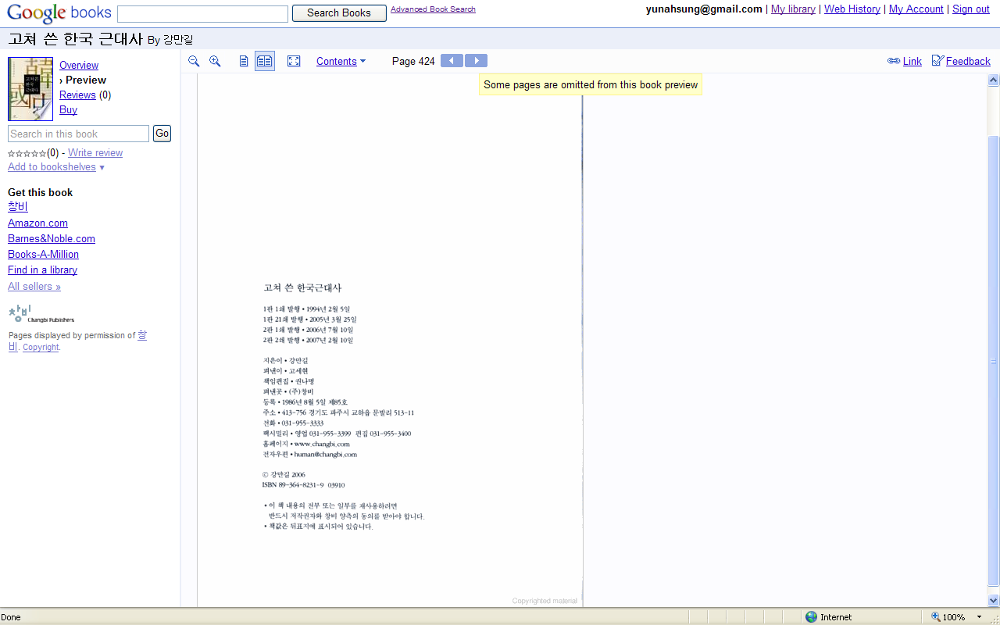 Google books
Search Books
Advanced Book Search
yunahsung@gmail.com | My library | Web History | My Account | Sign out
고쳐 쓴 한국 근대사 By 강만길
Overview
› Preview
Reviews (0)
Buy
Search in this book
Go
(0) - Write review
Add to bookshelves ▼
Get this book
창비
Amazon.com
Barnes&Noble.com
Books-A-Million
Find in a library
All sellers »
창비
Changbi Publishers
Pages displayed by permission of 창
비. Copyright.
Contents
Page 424
Link
Feedback
Some pages are omitted from this book preview
고쳐 쓴 한국근대사
1판 1쇄 발행 • 1994년 2월 5일
1판 21쇄 발행 • 2005년 3월 25일
2판 1쇄 발행 • 2006년 7월 10일
2판 2쇄 발행 • 2007년 2월 10일
지은이 • 강만길
펴낸이 • 고세현
책임편집 • 권나명
펴낸곳 • (주)창비
등록 • 1986년 8월 5일 제85호
주소 • 413-756 경기도 파주시 교하읍 문발리 513-11
전화 • 031-955-3333
팩시밀리 • 영업 031-955-3399 편집 031-955-3400
홈페이지 • www.changbi.com
전자우편 • human@changbi.com
© 강만길 2006
ISBN 89-364-8231-9 03910
• 이 책 내용의 전부 또는 일부를 재사용하려면
반드시 저작권자와 창비 양측의 동의를 받아야 합니다.
• 책값은 뒤표지에 표시되어 있습니다.
Copyrighted material
Done
Internet
100%